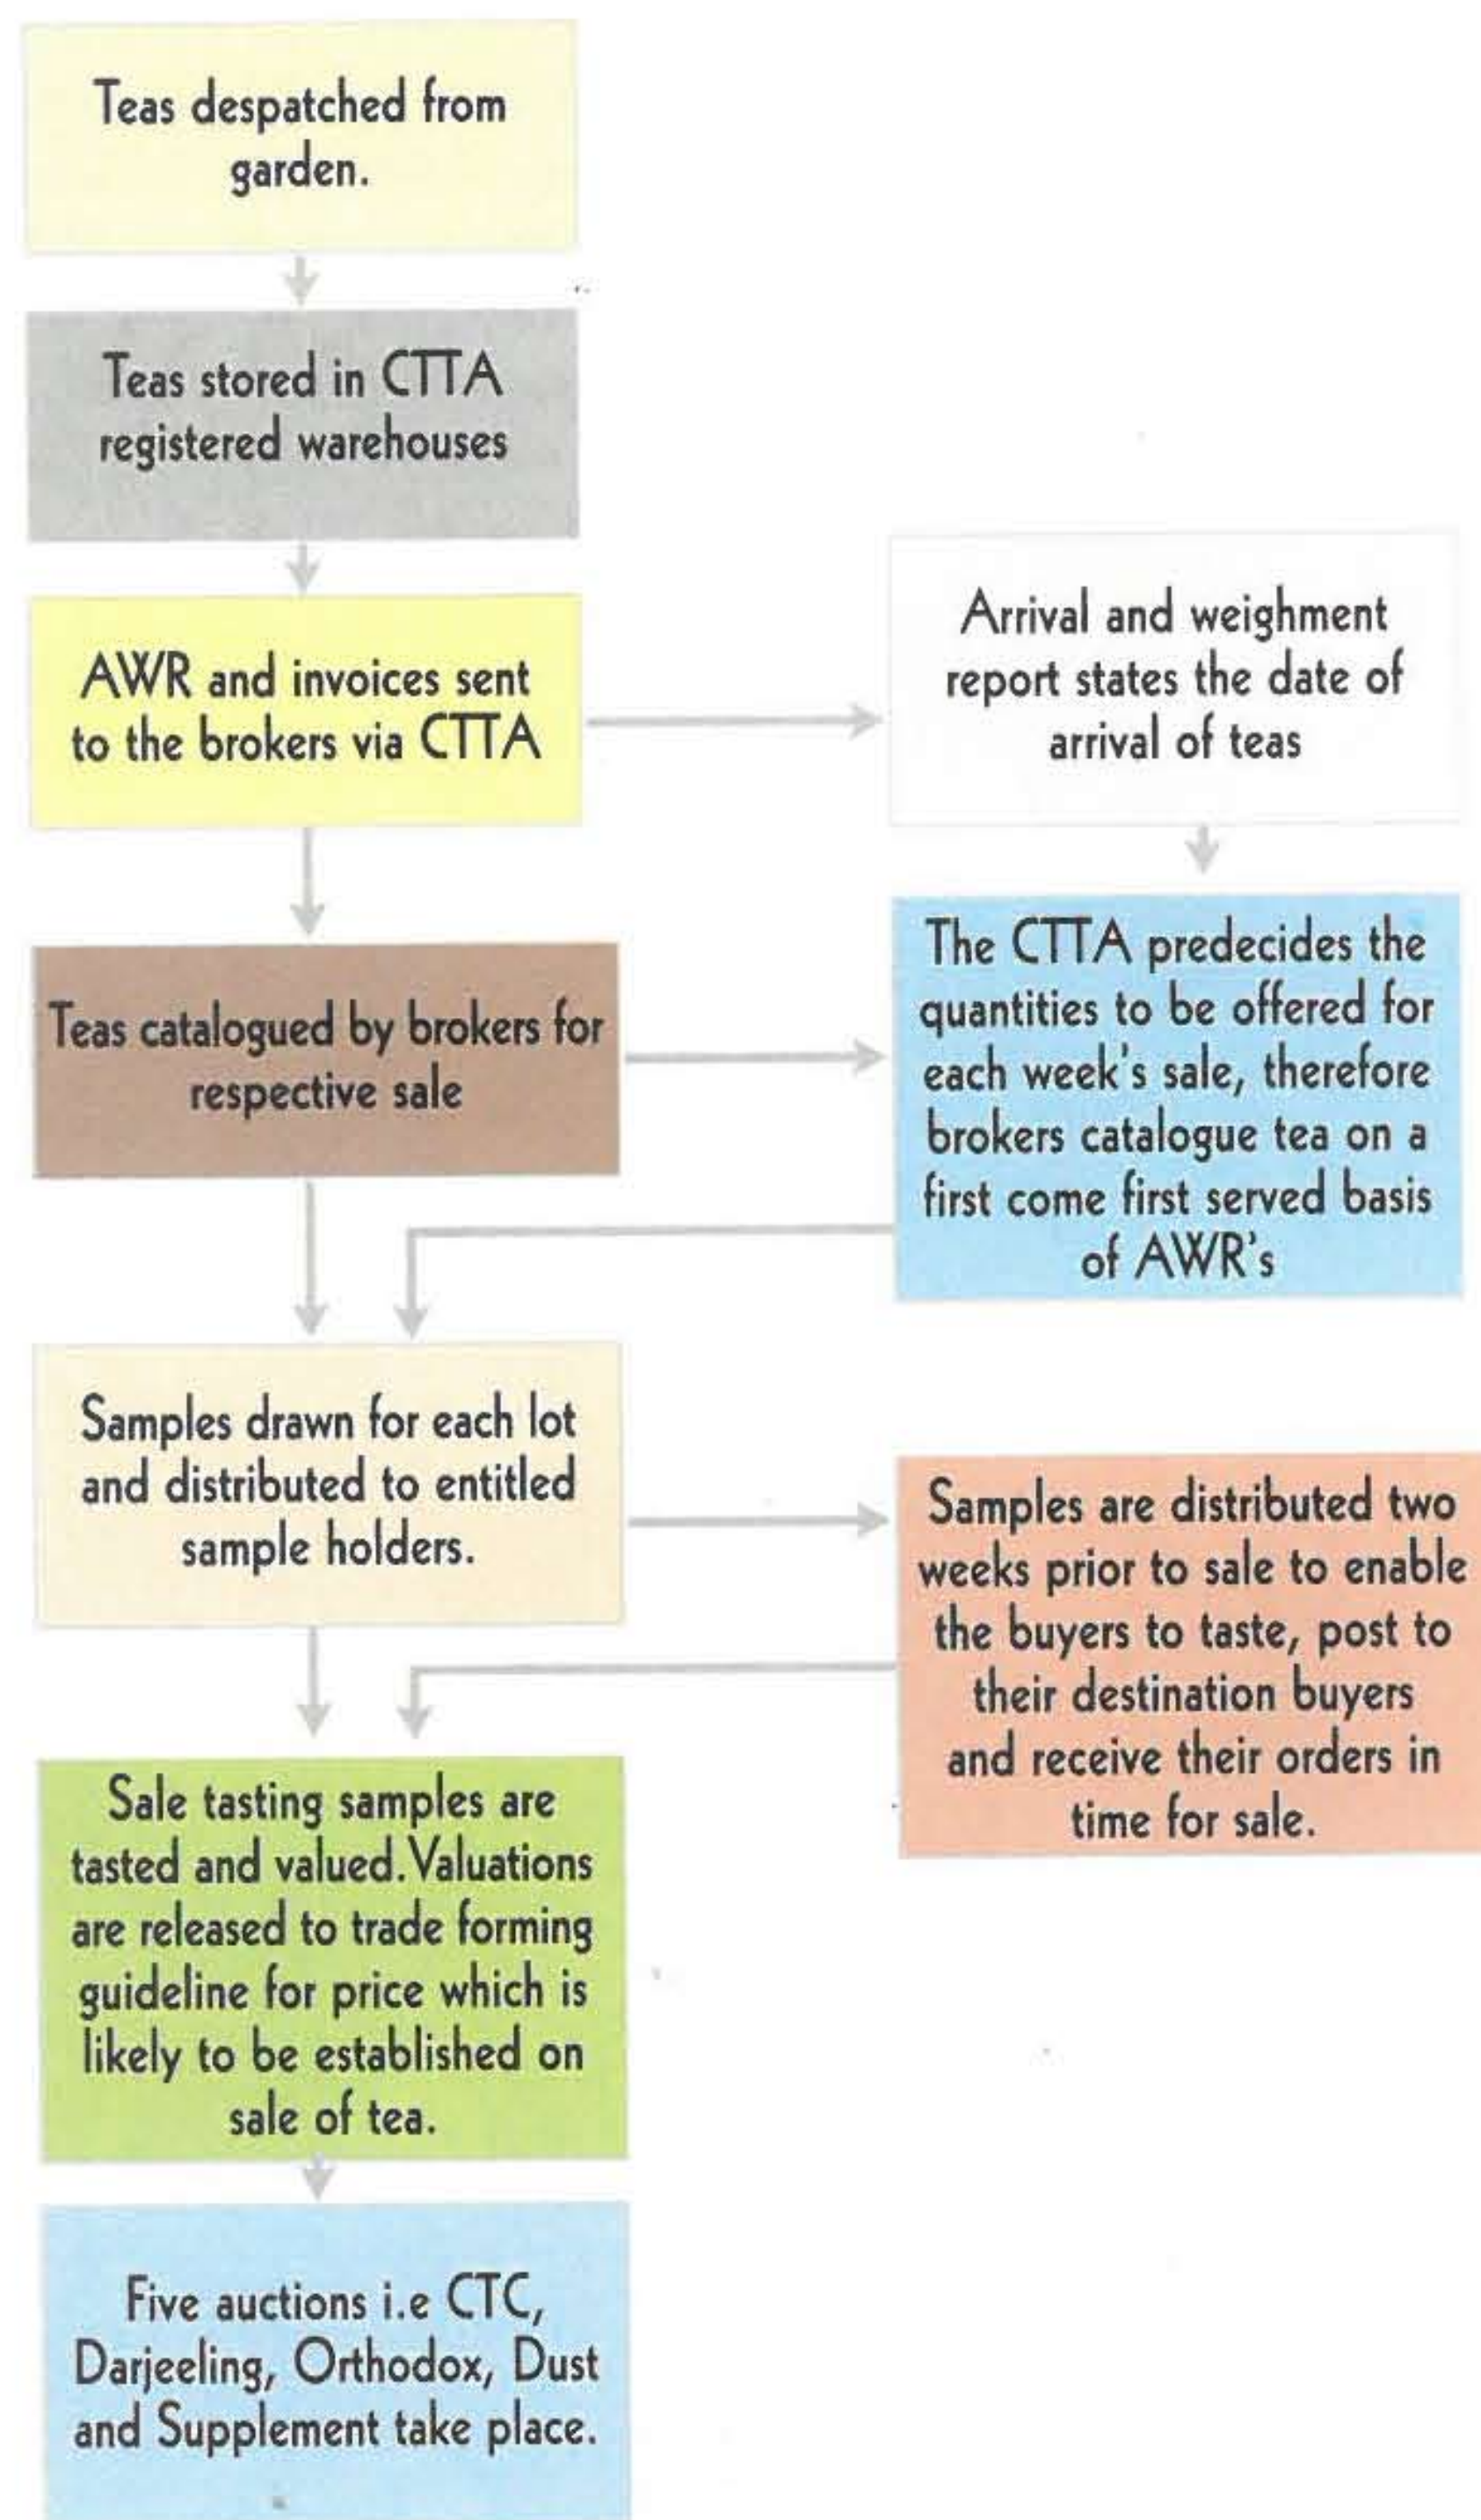 Teas despatched from
garden.
Teas stored in CTTA
registered warehouses
AWR and invoices sent
to the brokers via CTTA
Arrival and weighment
report states the date of
arrival of teas
Teas catalogued by brokers for
respective sale
The CTTA predecides the
quantities to be offered for
each week's sale, therefore
brokers catalogue tea on a
first come first served basis
of AWR's
Samples drawn for each lot
and distributed to entitled
sample holders.
Samples are distributed two
weeks prior to sale to enable
the buyers to taste, post to
their destination buyers
and receive their orders in
time for sale.
Sale tasting samples are
tasted and valued.Valuations
are released to trade forming
guideline for price which is
likely to be established on
sale of tea.
Five auctions i.e CTC,
Darjeeling, Orthodox, Dust
and Supplement take place.